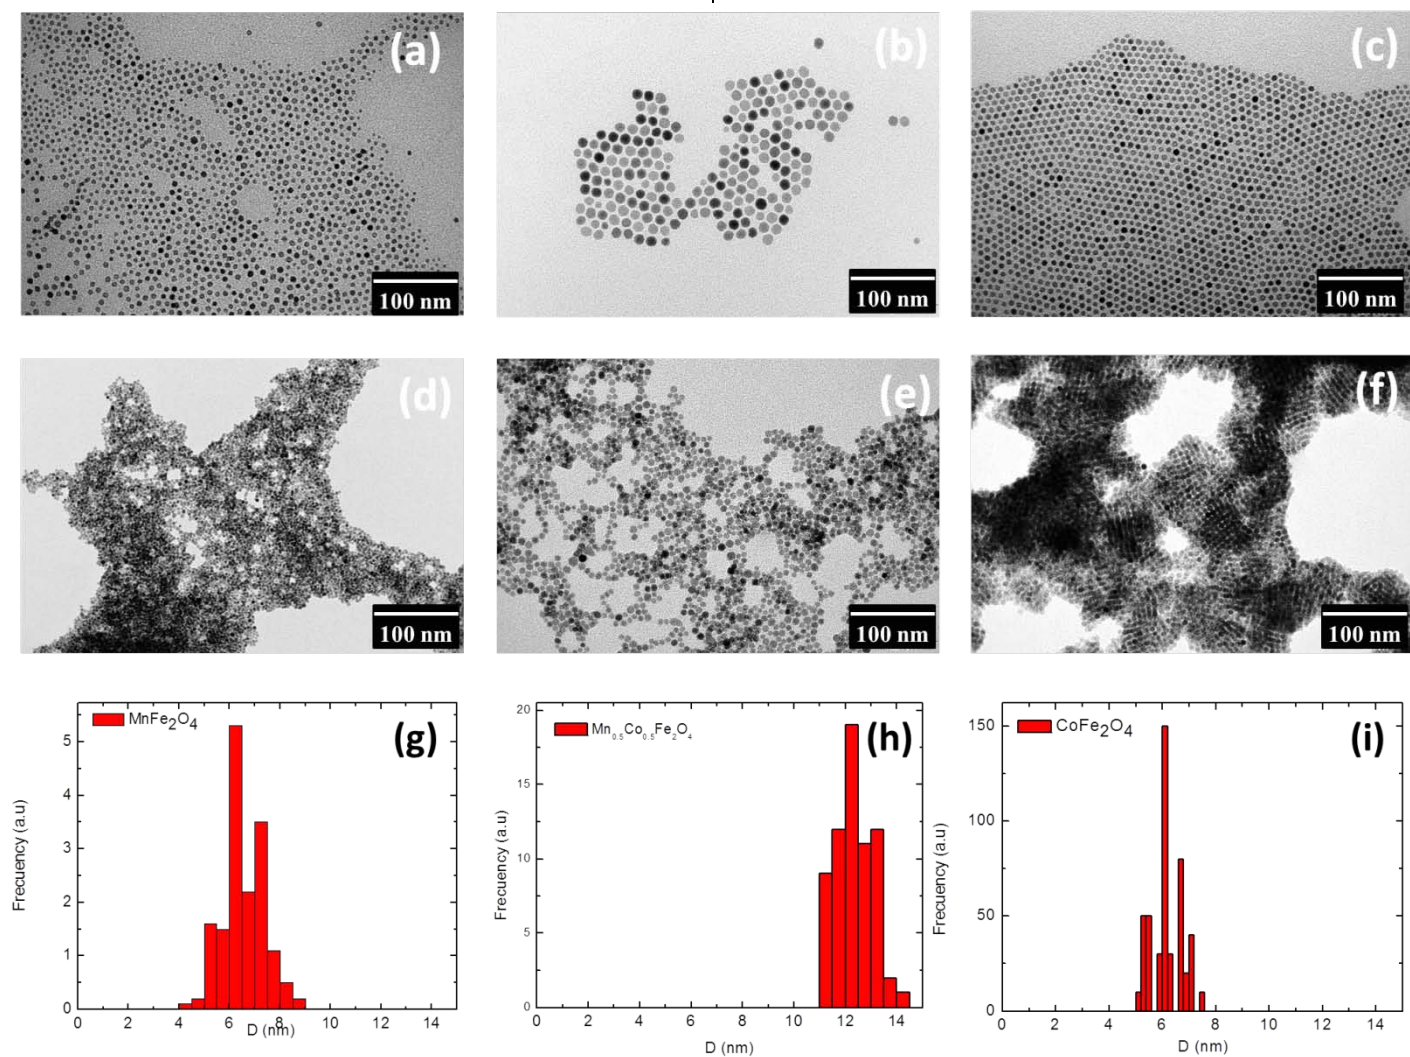 (a)
(b)
(c)
100 nm
100 nm
100 nm
(d)
(e)
(f)
100 nm
100 nm
100 nm
MnFe2O4
(g)
5
4
3
2
1
0
Frecuency (a.u)
0 2 4 6 8 10 12 14
D (nm)
Mn0.5Co0.5Fe2O4
(h)
20
15
10
5
0
Frecuency (a.u)
0 2 4 6 8 10 12 14
D (nm)
CoFe2O4
(i)
150
100
50
0
Frecuency (a.u)
0 2 4 6 8 10 12 14
D (nm)